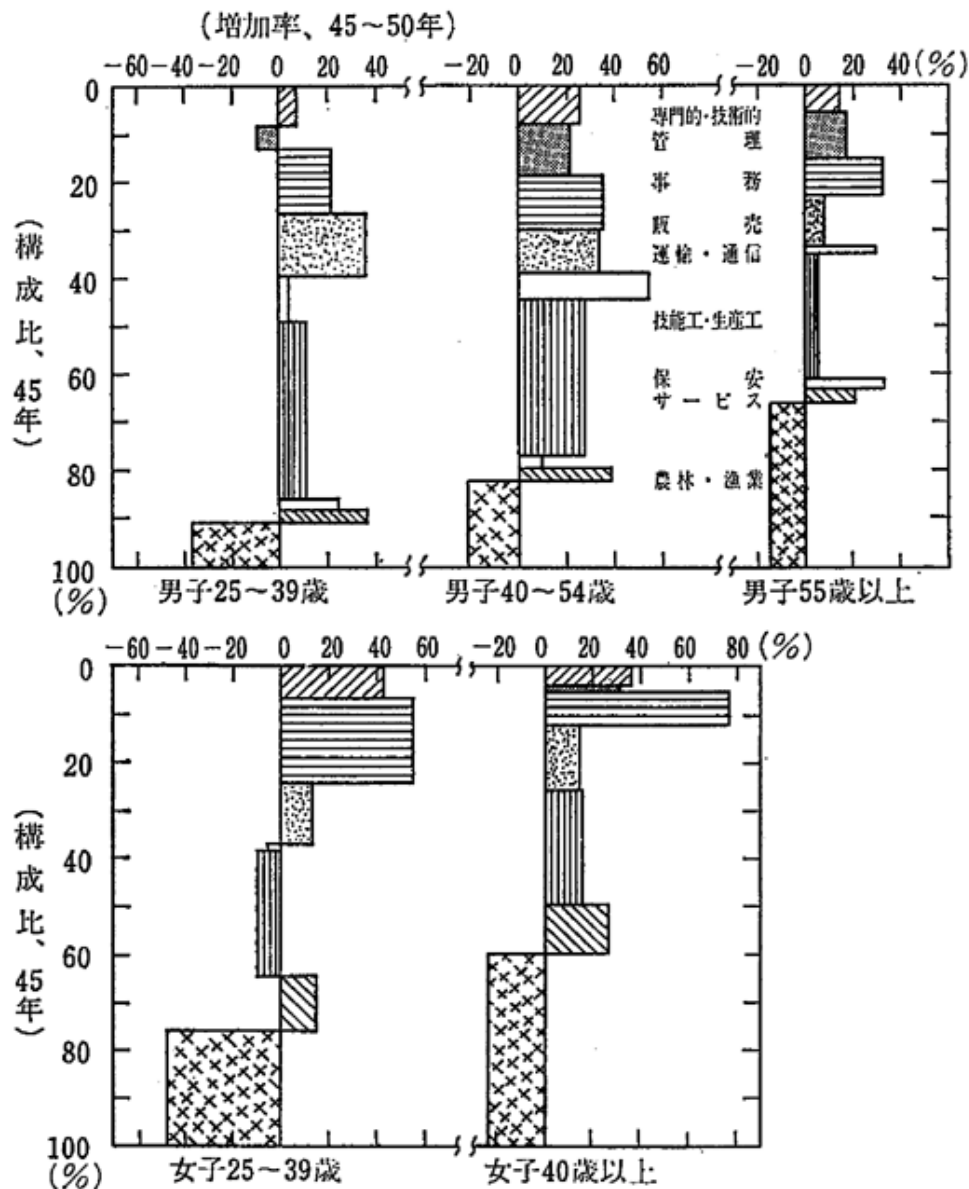 (増加率、45～50年)
-60 -40 -20 0 20 40
-20 0 20 40 60
-20 0 20 40 (%)
0
20
40
60
80
100
(%)
(構成比、45年)
専門的・技術的
管理
事務
販売
運輸・通信
技能工・生産工
保安
サービス
農林・漁業
男子25～39歳
男子40～54歳
男子55歳以上
-60 -40 -20 0 20 40 60
-20 0 20 40 60 80 (%)
0
20
40
60
80
100
(%)
(構成比、45年)
女子25～39歳
女子40歳以上